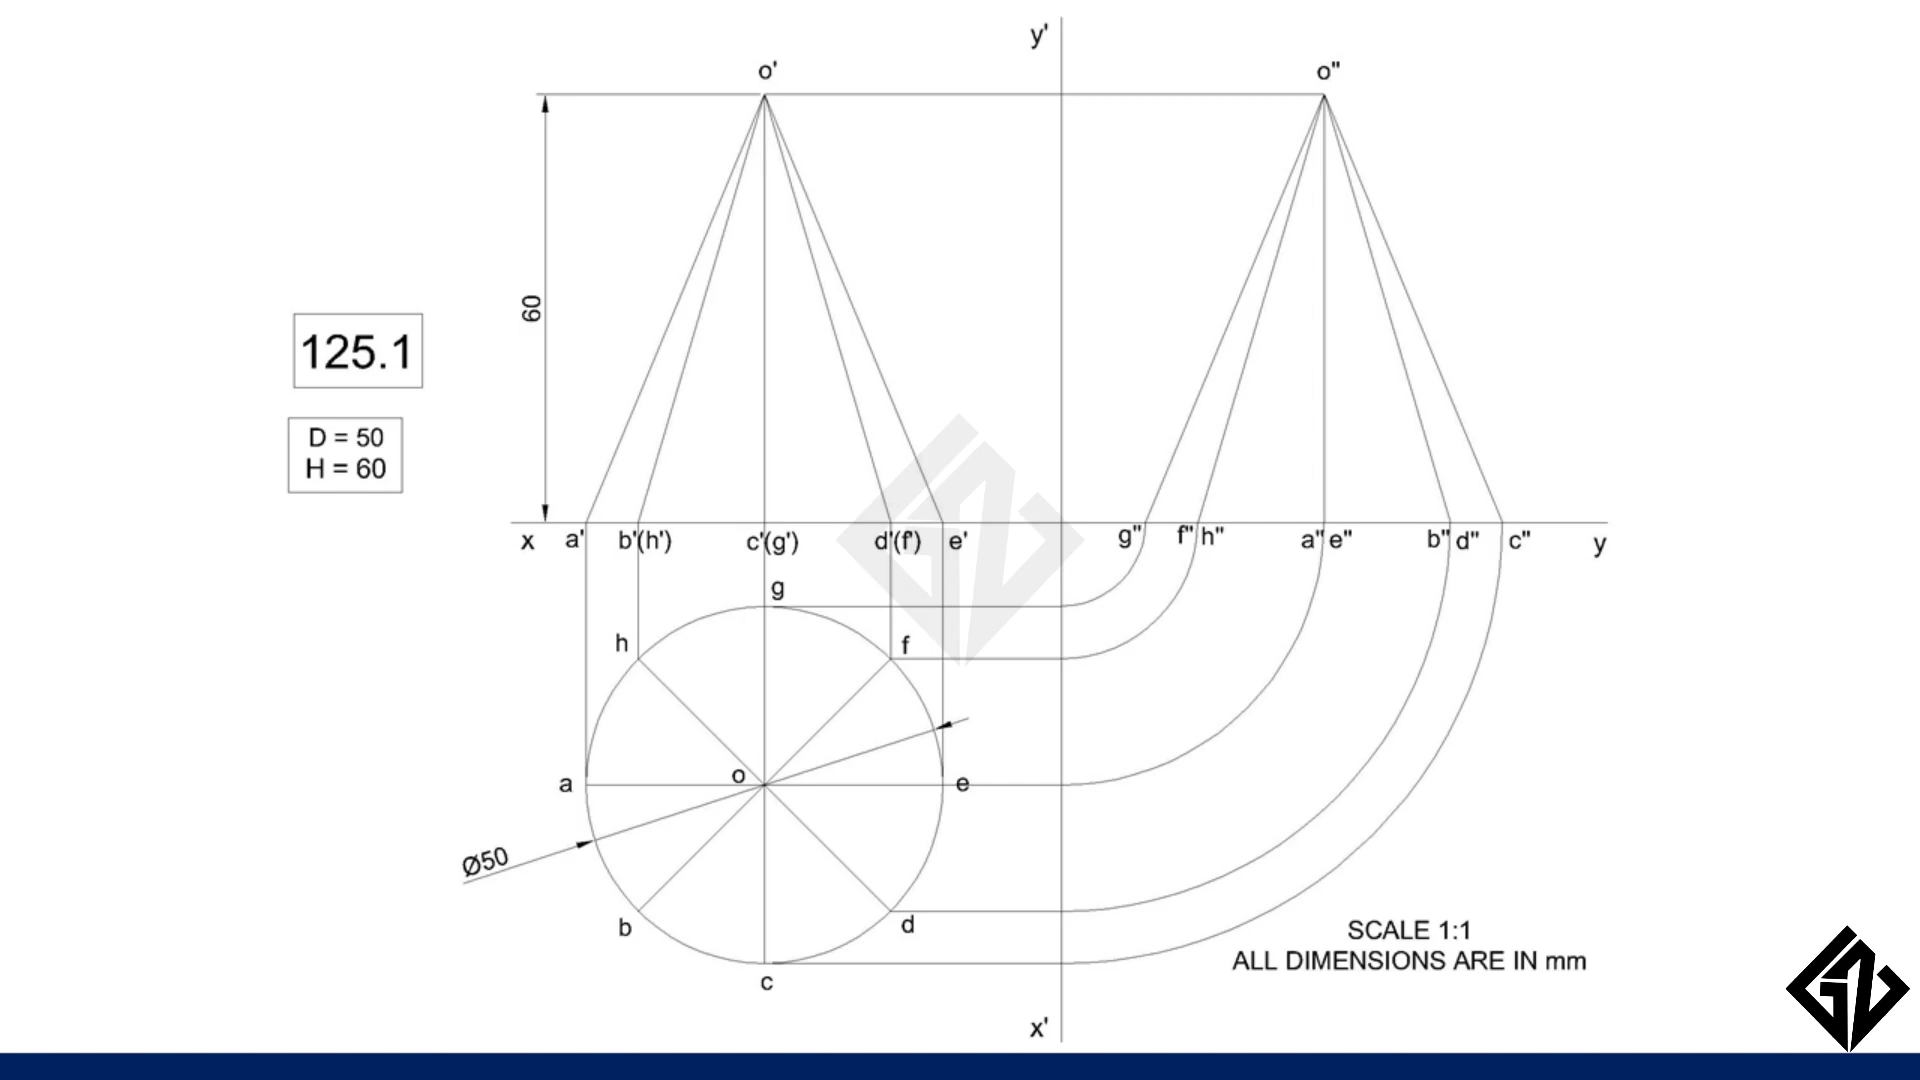 y'
o'
o"
60
125.1
D = 50
H = 60
x a' b'(h') c'(g') d'(f') e' g" f" h" a" e" b" d" c" y
g
h
f
o
a
e
Ø50
b
d
c
SCALE 1:1
ALL DIMENSIONS ARE IN mm
x'